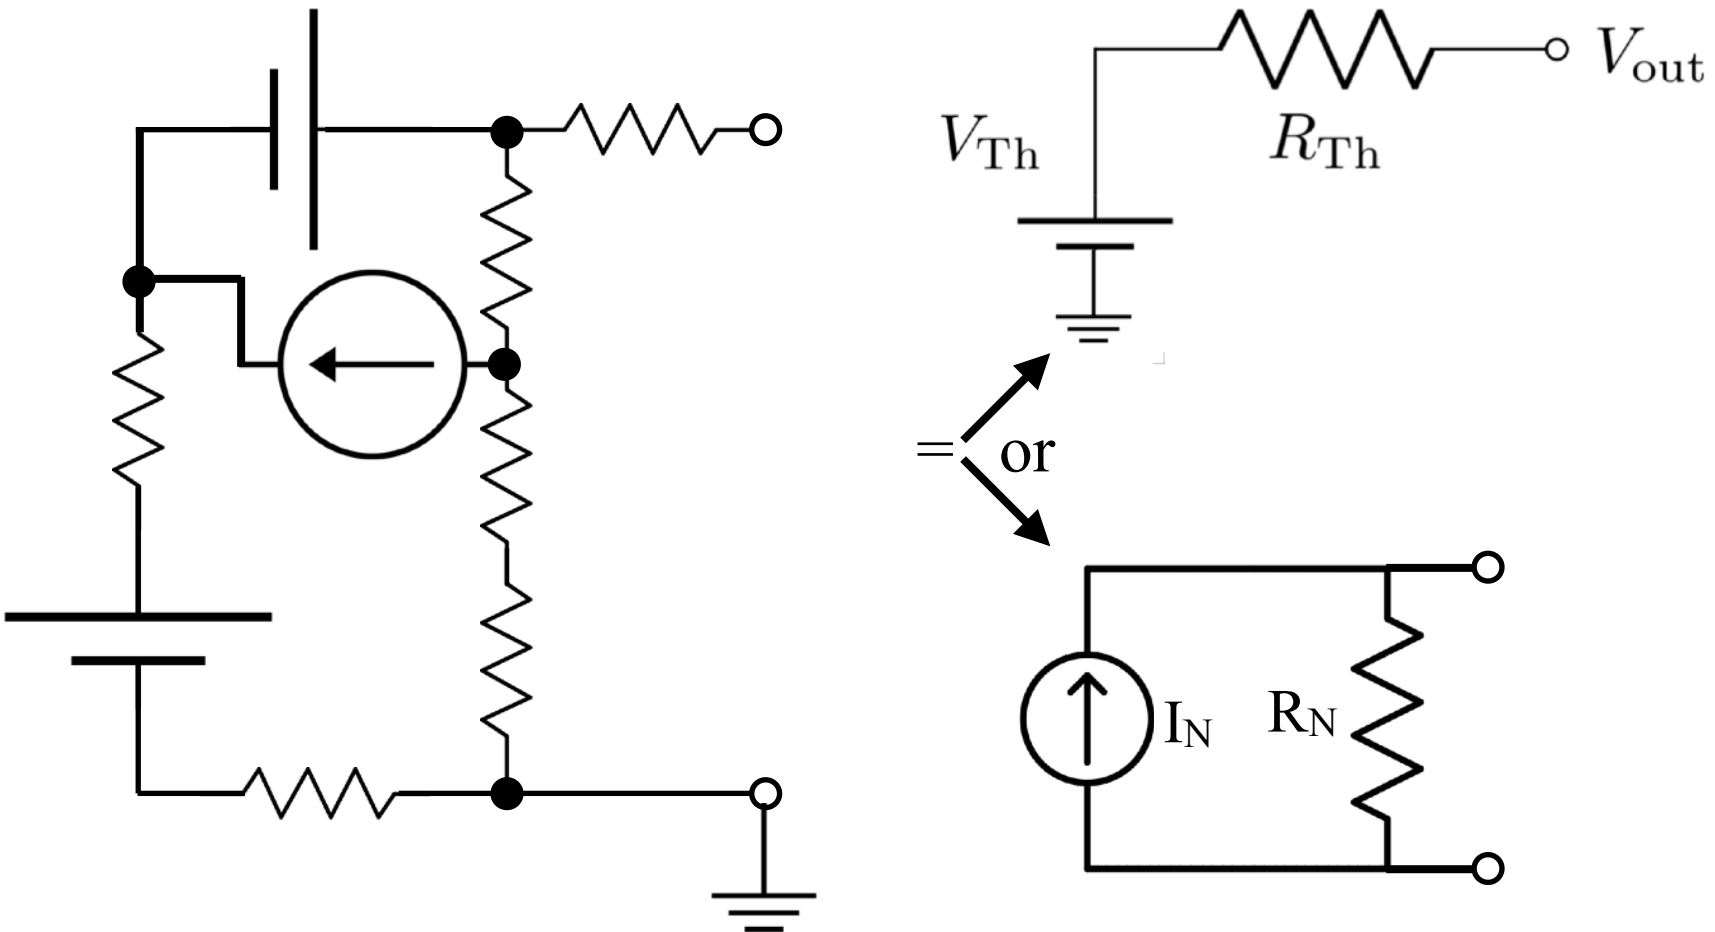 V_out
V_Th
R_Th
= or
I_N
R_N